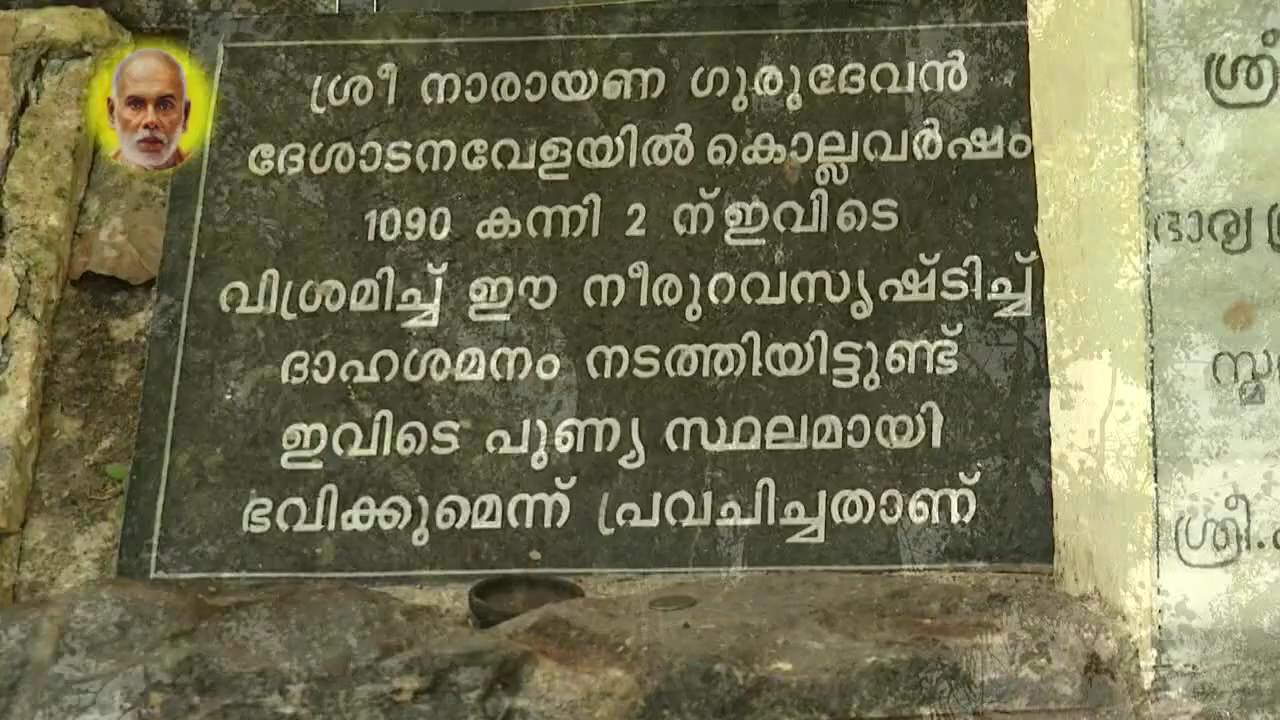 ശ്രീ നാരായണ ഗുരുദേവൻ
ദേശാടനവേളയിൽ കൊല്ലവർഷം
1090 കന്നി 2 ന് ഇവിടെ
വിശ്രമിച്ച് ഈ നീരുറവസൃഷ്ടിച്ച്
ദാഹശമനം നടത്തിയിട്ടുണ്ട്
ഇവിടെ പുണ്യ സ്ഥലമായി
ഭവിക്കുമെന്ന് പ്രവചിച്ചതാണ്
ശ്രീ
ശ്രീ.